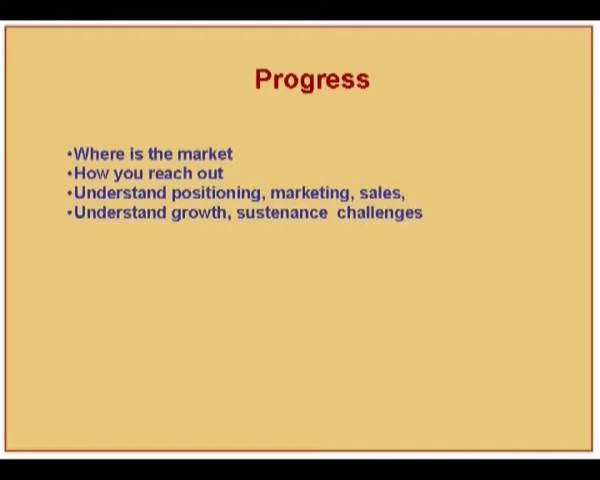 Progress
•Where is the market
•How you reach out
•Understand positioning, marketing, sales,
•Understand growth, sustenance  challenges